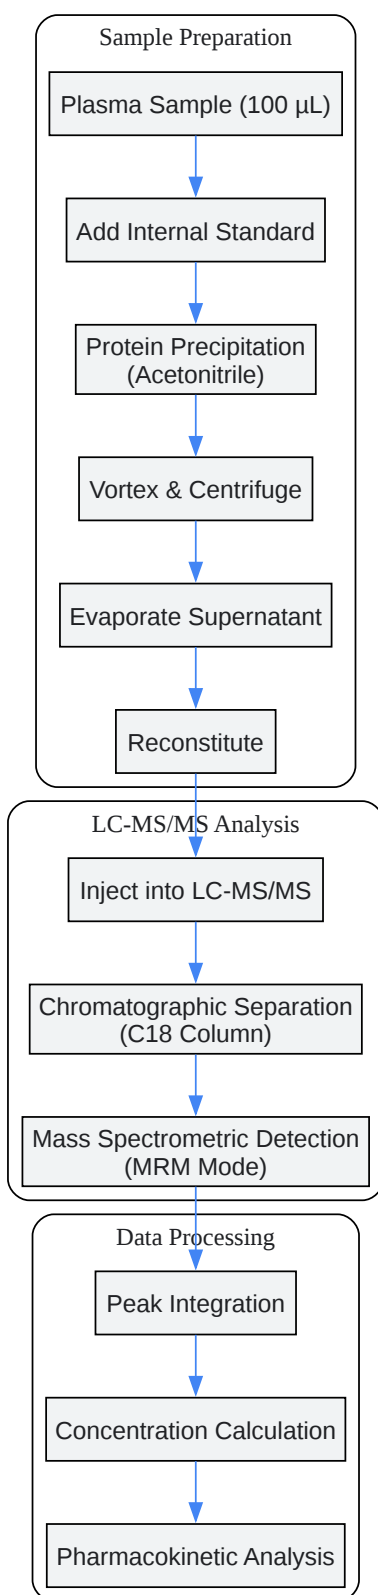 Sample Preparation
Plasma Sample (100 µL)
Add Internal Standard
Protein Precipitation
(Acetonitrile)
Vortex & Centrifuge
Evaporate Supernatant
Reconstitute
LC-MS/MS Analysis
Inject into LC-MS/MS
Chromatographic Separation
(C18 Column)
Mass Spectrometric Detection
(MRM Mode)
Data Processing
Peak Integration
Concentration Calculation
Pharmacokinetic Analysis